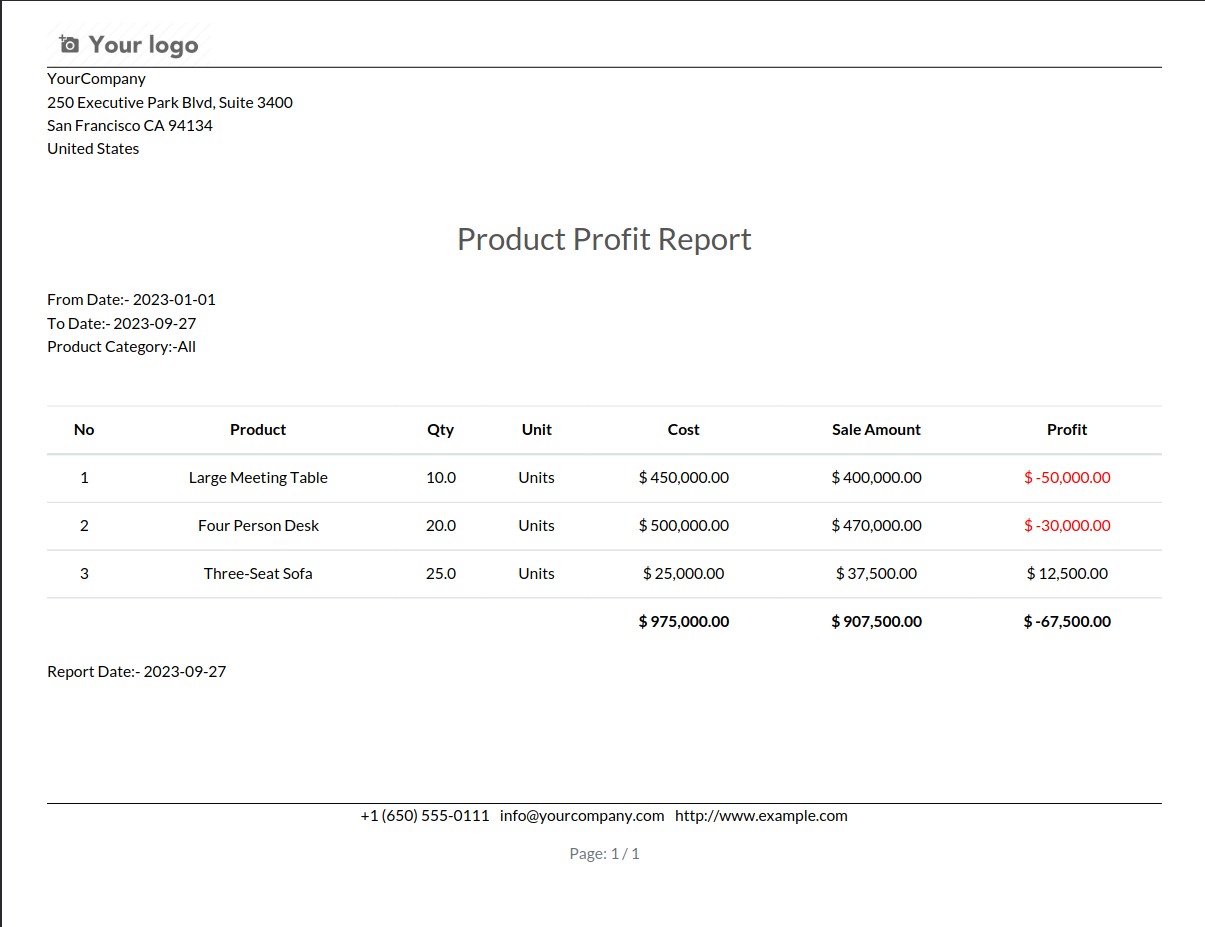 Your logo
YourCompany
250 Executive Park Blvd, Suite 3400
San Francisco CA 94134
United States
Product Profit Report
From Date:- 2023-01-01
To Date:- 2023-09-27
Product Category:-All
No Product Qty Unit Cost Sale Amount Profit
1 Large Meeting Table 10.0 Units $ 450,000.00 $ 400,000.00 $ -50,000.00
2 Four Person Desk 20.0 Units $ 500,000.00 $ 470,000.00 $ -30,000.00
3 Three-Seat Sofa 25.0 Units $ 25,000.00 $ 37,500.00 $ 12,500.00
$ 975,000.00 $ 907,500.00 $ -67,500.00
Report Date:- 2023-09-27
+1 (650) 555-0111 info@yourcompany.com http://www.example.com
Page: 1 / 1